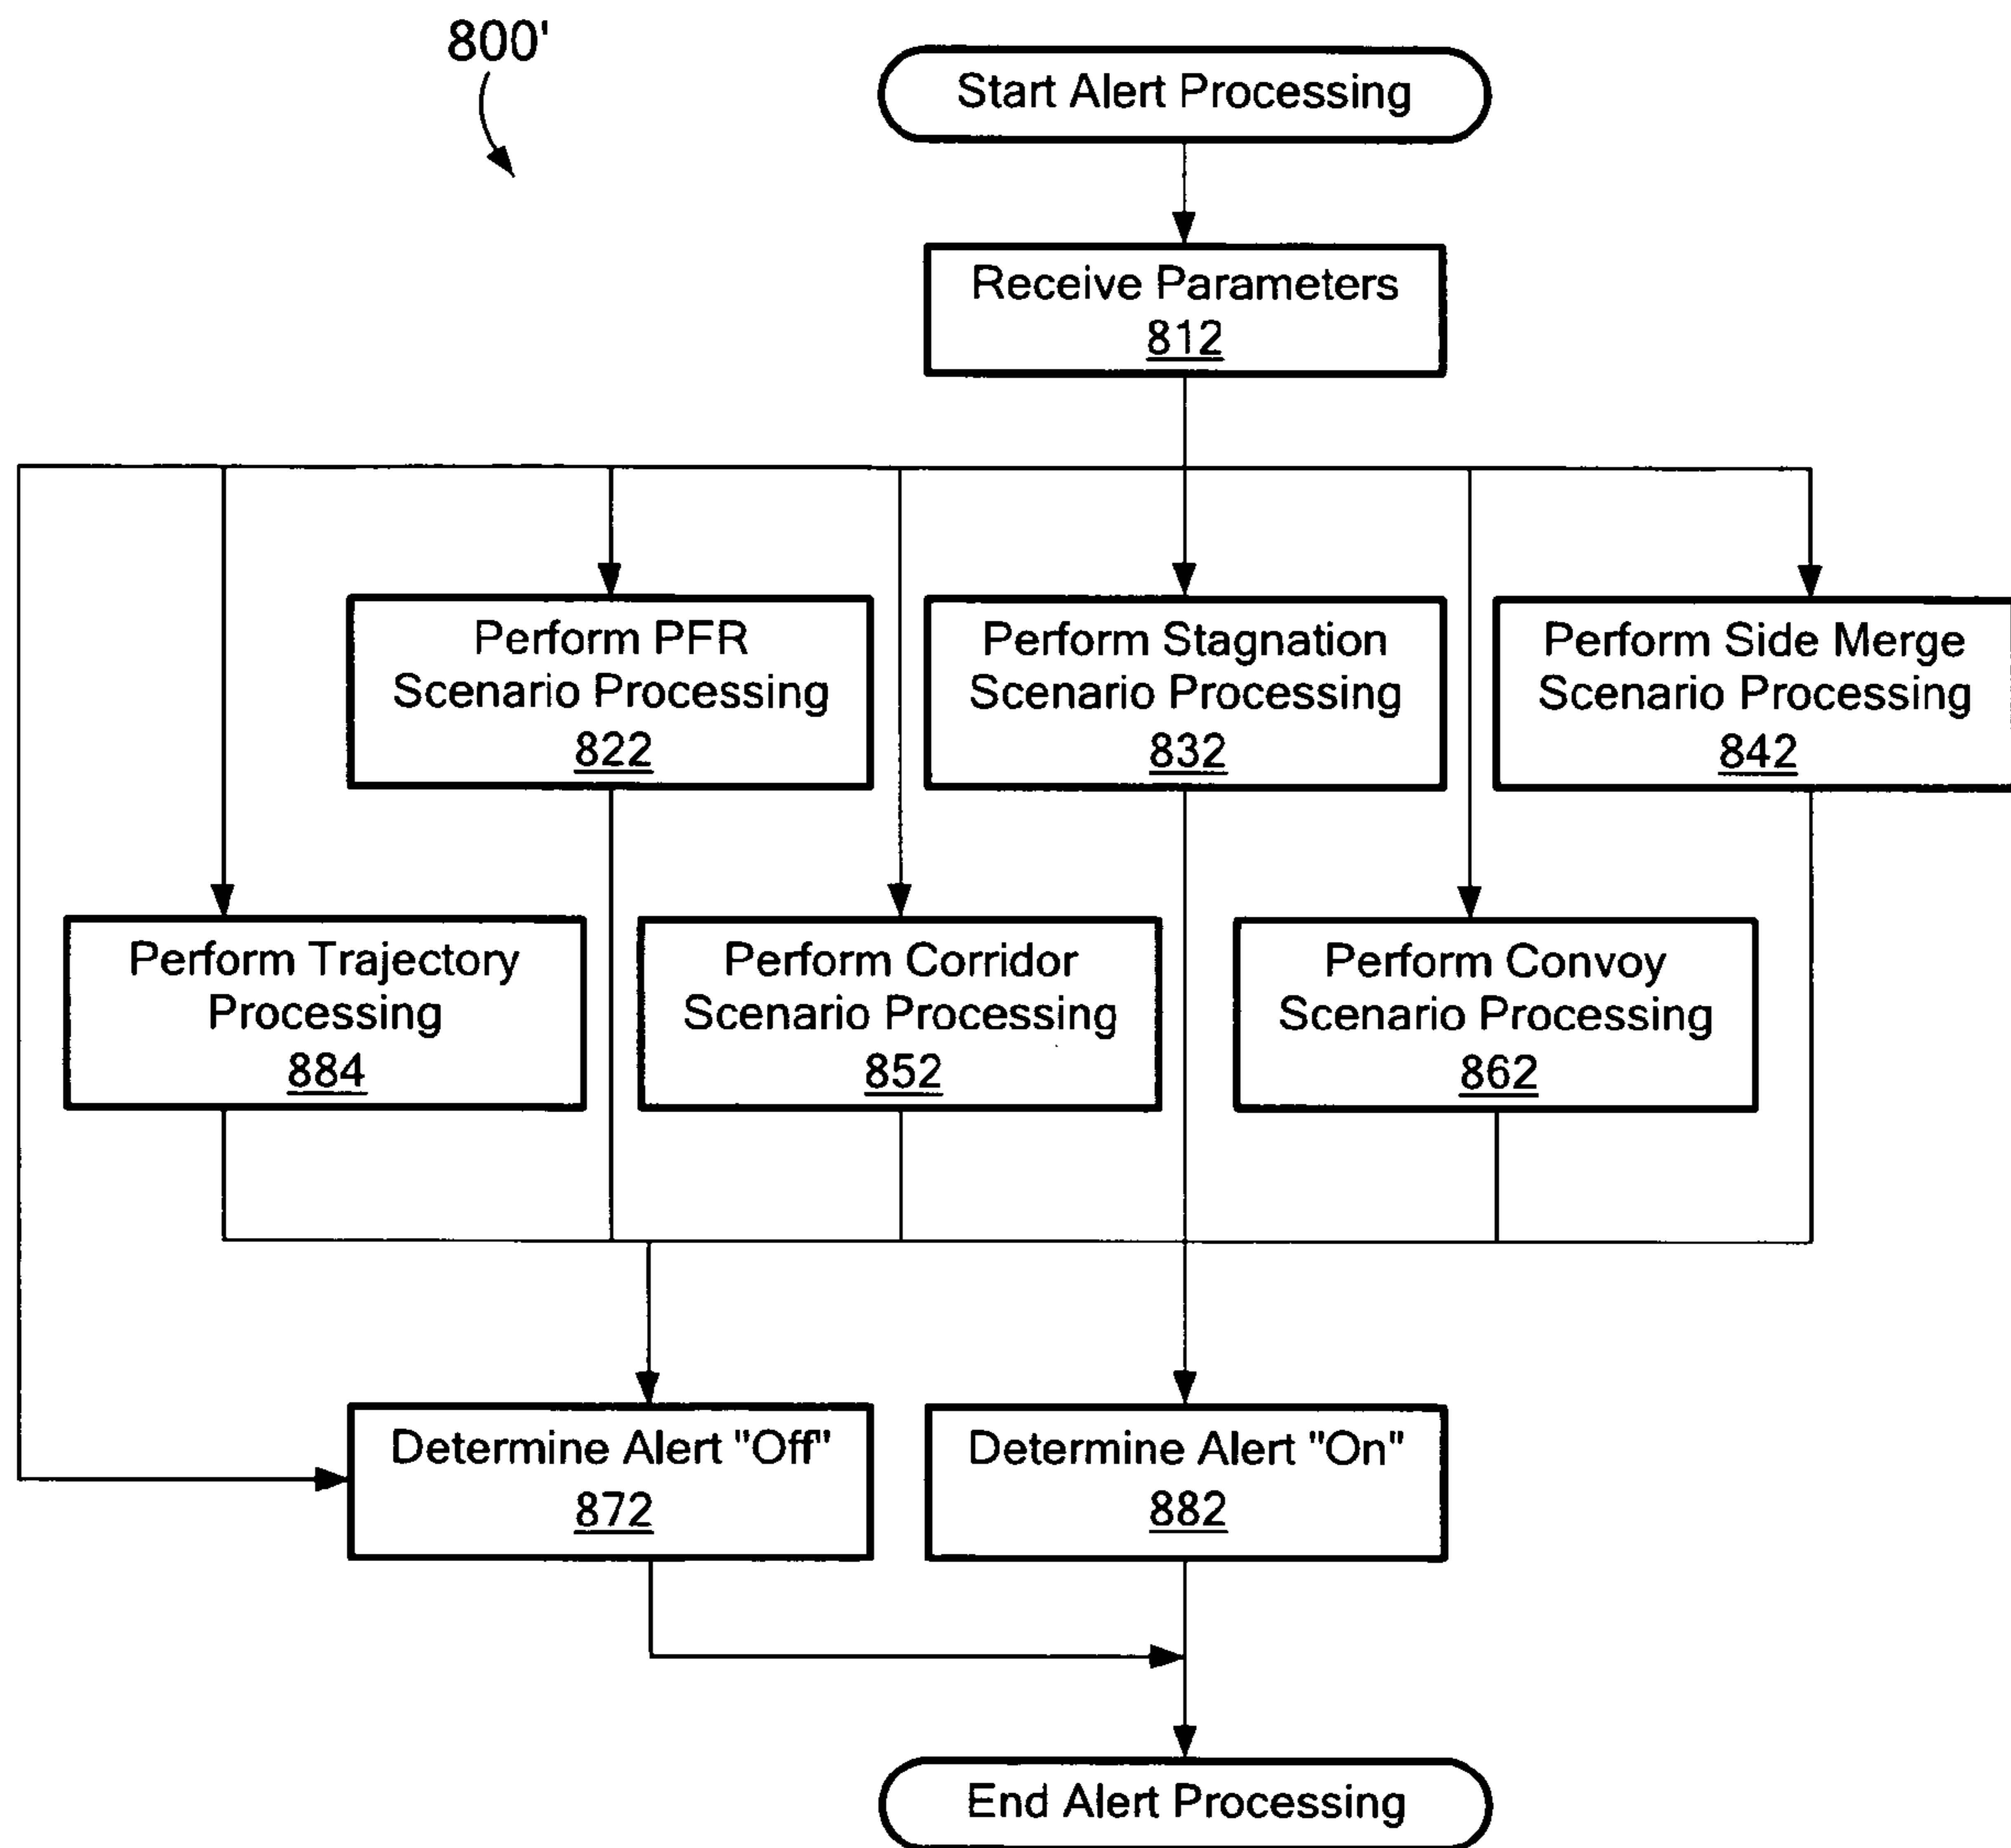 800'
Start Alert Processing
Receive Parameters
812
Perform PFR
Scenario Processing
822
Perform Stagnation
Scenario Processing
832
Perform Side Merge
Scenario Processing
842
Perform Trajectory
Processing
884
Perform Corridor
Scenario Processing
852
Perform Convoy
Scenario Processing
862
Determine Alert "Off"
872
Determine Alert "On"
882
End Alert Processing